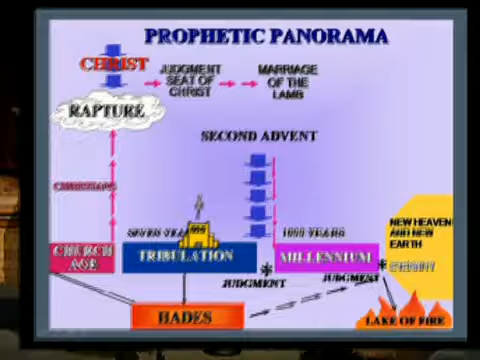 PROPHETIC PANORAMA
CHRIST
JUDGMENT
SEAT OF
CHRIST
MARRIAGE
OF THE
LAMB
RAPTURE
SECOND ADVENT
CHRISTIANS
SEVEN YEA
1000 YEARS
NEW HEAVEN
AND NEW
EARTH
CHURCH
AGE
TRIBULATION
MILLENNIUM
ETERNITY
JUDGMENT
JUDGMENT
HADES
LAKE OF FIRE